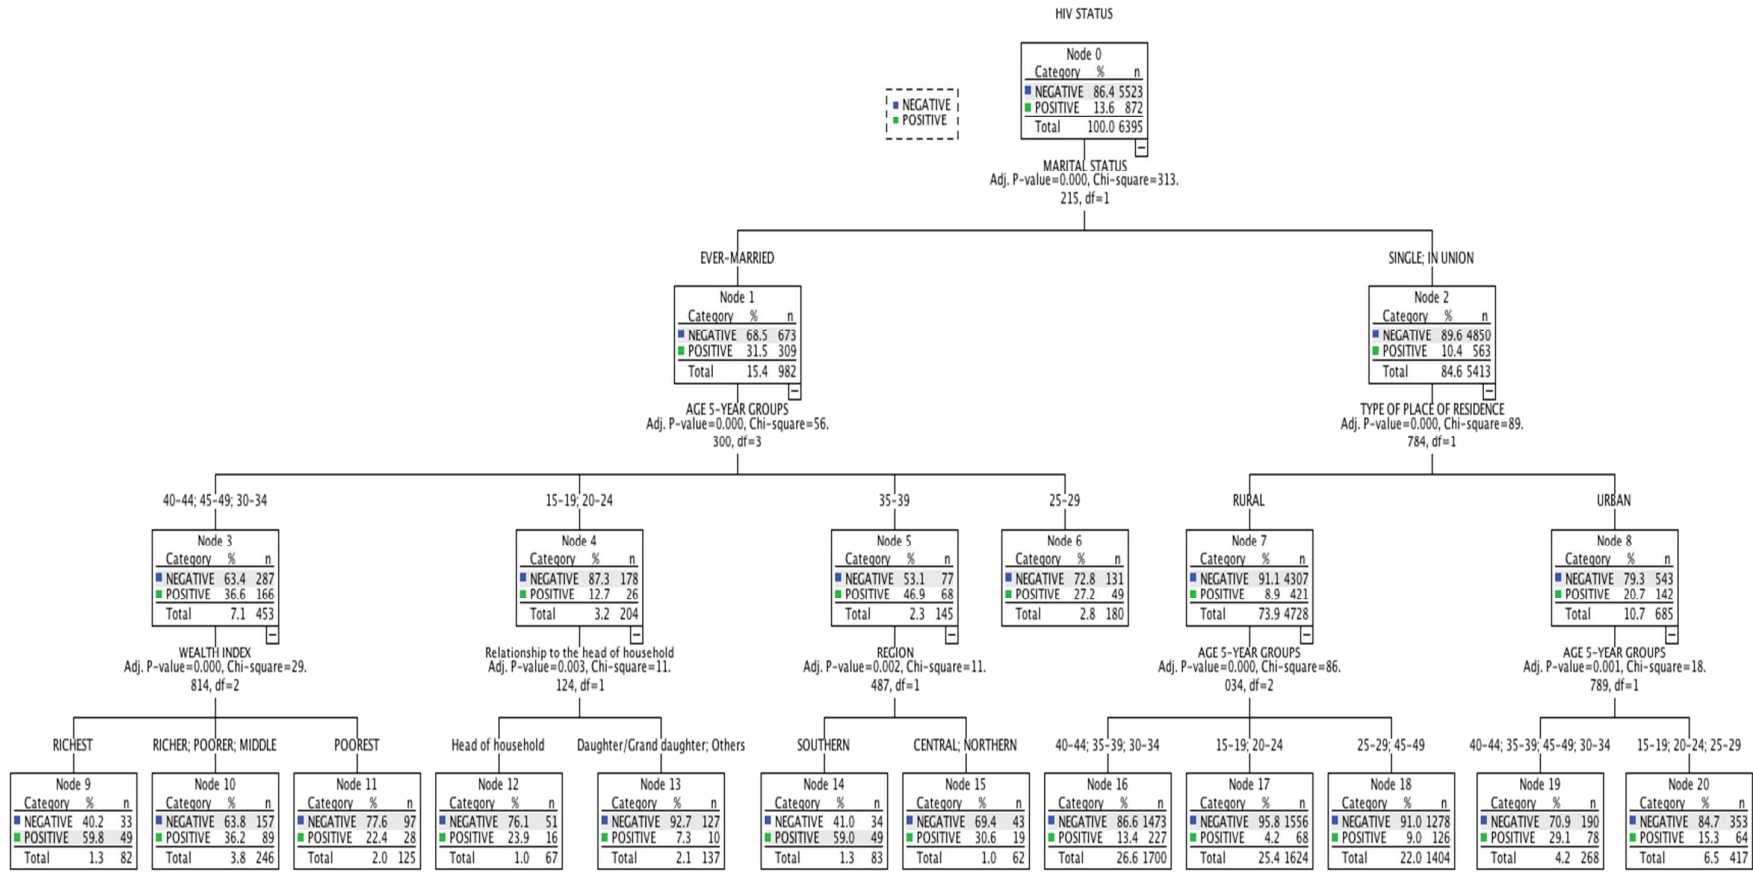 HIV STATUS
Node 0
Category % n
NEGATIVE 86.4 5523
POSITIVE 13.6 872
Total 100.0 6395
NEGATIVE
POSITIVE
MARITAL STATUS
Adj. P-value=0.000, Chi-square=313.
215, df=1
EVER-MARRIED
SINGLE; IN UNION
Node 1
Category % n
NEGATIVE 68.5 673
POSITIVE 31.5 309
Total 15.4 982
Node 2
Category % n
NEGATIVE 89.6 4850
POSITIVE 10.4 563
Total 84.6 5413
AGE 5-YEAR GROUPS
Adj. P-value=0.000, Chi-square=56.
300, df=3
TYPE OF PLACE OF RESIDENCE
Adj. P-value=0.000, Chi-square=89.
784, df=1
40-44; 45-49; 30-34
15-19; 20-24
35-39
25-29
RURAL
URBAN
Node 3
Category % n
NEGATIVE 63.4 287
POSITIVE 36.6 166
Total 7.1 453
Node 4
Category % n
NEGATIVE 87.3 178
POSITIVE 12.7 26
Total 3.2 204
Node 5
Category % n
NEGATIVE 53.1 77
POSITIVE 46.9 68
Total 2.3 145
Node 6
Category % n
NEGATIVE 72.8 131
POSITIVE 27.2 49
Total 2.8 180
Node 7
Category % n
NEGATIVE 91.1 4307
POSITIVE 8.9 421
Total 73.9 4728
Node 8
Category % n
NEGATIVE 79.3 543
POSITIVE 20.7 142
Total 10.7 685
WEALTH INDEX
Adj. P-value=0.000, Chi-square=29.
814, df=2
Relationship to the head of household
Adj. P-value=0.003, Chi-square=11.
124, df=1
REGION
Adj. P-value=0.002, Chi-square=11.
487, df=1
AGE 5-YEAR GROUPS
Adj. P-value=0.000, Chi-square=86.
034, df=2
AGE 5-YEAR GROUPS
Adj. P-value=0.001, Chi-square=18.
789, df=1
RICHEST
RICHER; POORER; MIDDLE
POOREST
Head of household
Daughter/Grand daughter; Others
SOUTHERN
CENTRAL; NORTHERN
40-44; 35-39; 30-34
15-19; 20-24
25-29; 45-49
40-44; 35-39; 45-49; 30-34
15-19; 20-24; 25-29
Node 9
Category % n
NEGATIVE 40.2 33
POSITIVE 59.8 49
Total 1.3 82
Node 10
Category % n
NEGATIVE 63.8 157
POSITIVE 36.2 89
Total 3.8 246
Node 11
Category % n
NEGATIVE 77.6 97
POSITIVE 22.4 28
Total 2.0 125
Node 12
Category % n
NEGATIVE 76.1 51
POSITIVE 23.9 16
Total 1.0 67
Node 13
Category % n
NEGATIVE 92.7 127
POSITIVE 7.3 10
Total 2.1 137
Node 14
Category % n
NEGATIVE 41.0 34
POSITIVE 59.0 49
Total 1.3 83
Node 15
Category % n
NEGATIVE 69.4 43
POSITIVE 30.6 19
Total 1.0 62
Node 16
Category % n
NEGATIVE 86.6 1473
POSITIVE 13.4 227
Total 26.6 1700
Node 17
Category % n
NEGATIVE 95.8 1556
POSITIVE 4.2 68
Total 25.4 1624
Node 18
Category % n
NEGATIVE 91.0 1278
POSITIVE 9.0 126
Total 22.0 1404
Node 19
Category % n
NEGATIVE 70.9 190
POSITIVE 29.1 78
Total 4.2 268
Node 20
Category % n
NEGATIVE 84.7 353
POSITIVE 15.3 64
Total 6.5 417